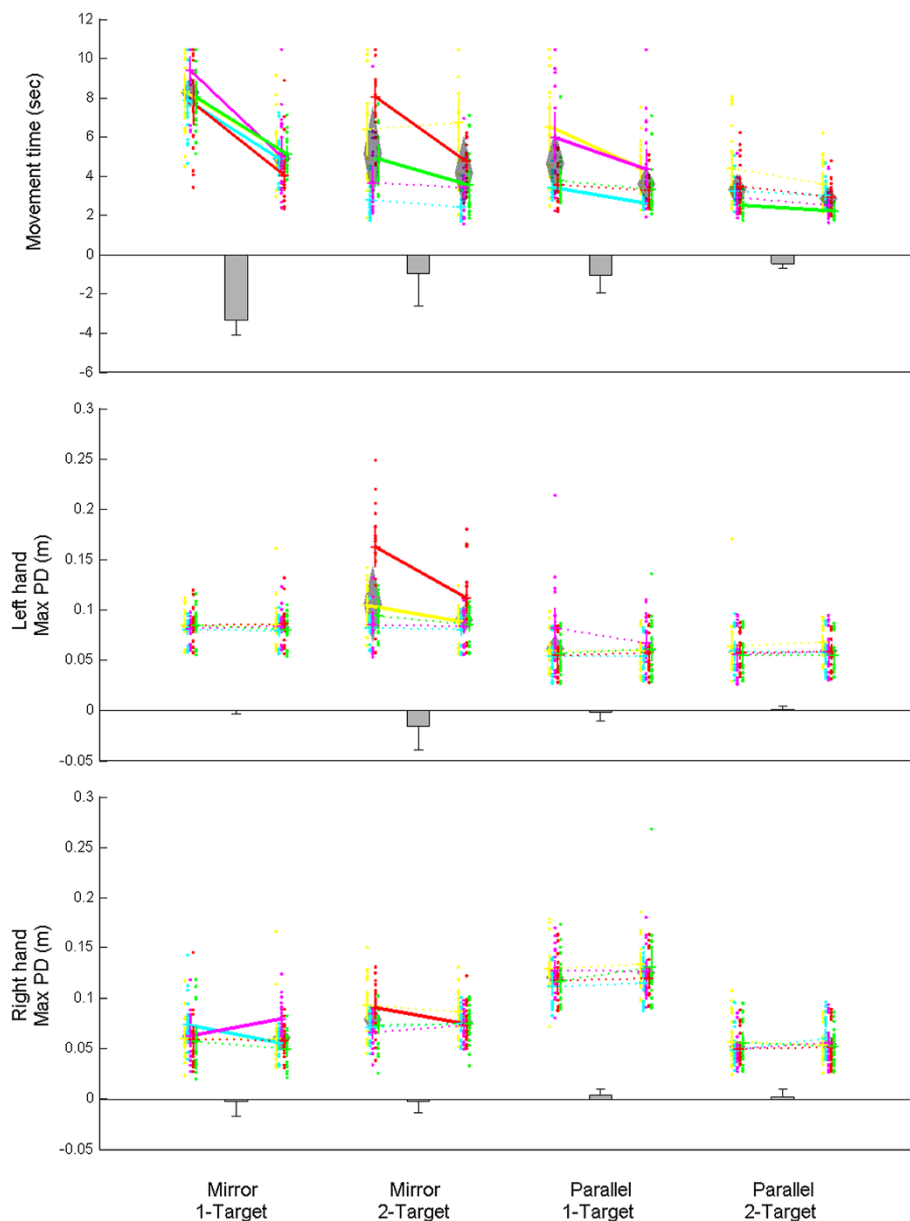 12
10
8
6
4
2
0
-2
-4
-6
Movement time (sec)
0.3
0.25
0.2
0.15
0.1
0.05
0
-0.05
Left hand
Max PD (m)
0.3
0.25
0.2
0.15
0.1
0.05
0
-0.05
Right hand
Max PD (m)
Mirror
1-Target
Mirror
2-Target
Parallel
1-Target
Parallel
2-Target